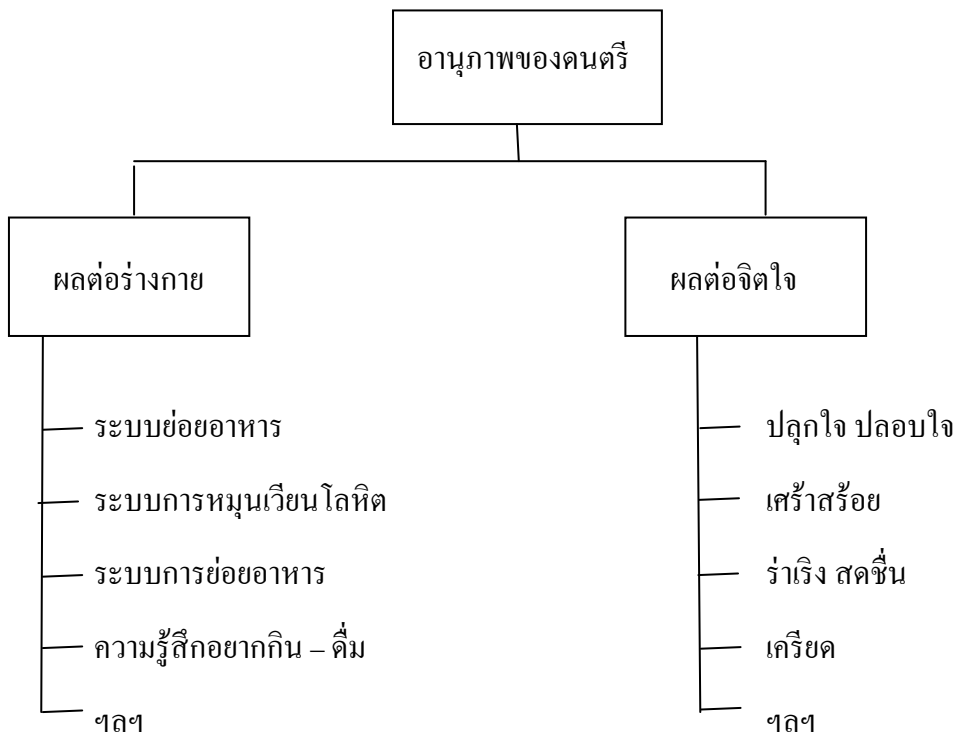 อานุภาพของดนตรี
ผลต่อร่างกาย
ระบบย่อยอาหาร
ระบบการหมุนเวียนโลหิต
ระบบการย่อยอาหาร
ความรู้สึกอยากกิน – ดื่ม
ฯลฯ
ผลต่อจิตใจ
ปลุกใจ ปลอบใจ
เศร้าสร้อย
ร่าเริง สดชื่น
เครียด
ฯลฯ